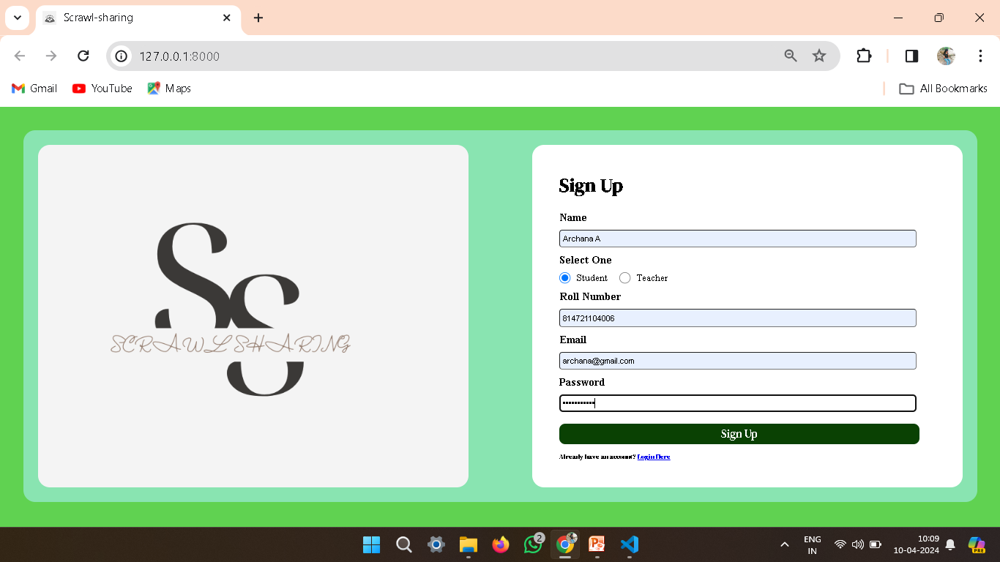 Scrawl-sharing
127.0.0.1:8000
Gmail
YouTube
Maps
All Bookmarks
SS
SCRAWL SHARING
Sign Up
Name
Archana A
Select One
Student
Teacher
Roll Number
814721104006
Email
archana@gmail.com
Password
•••••••••••
Sign Up
Already have an account? Login Here
2
ENG
IN
10:09
10-04-2024
PRE